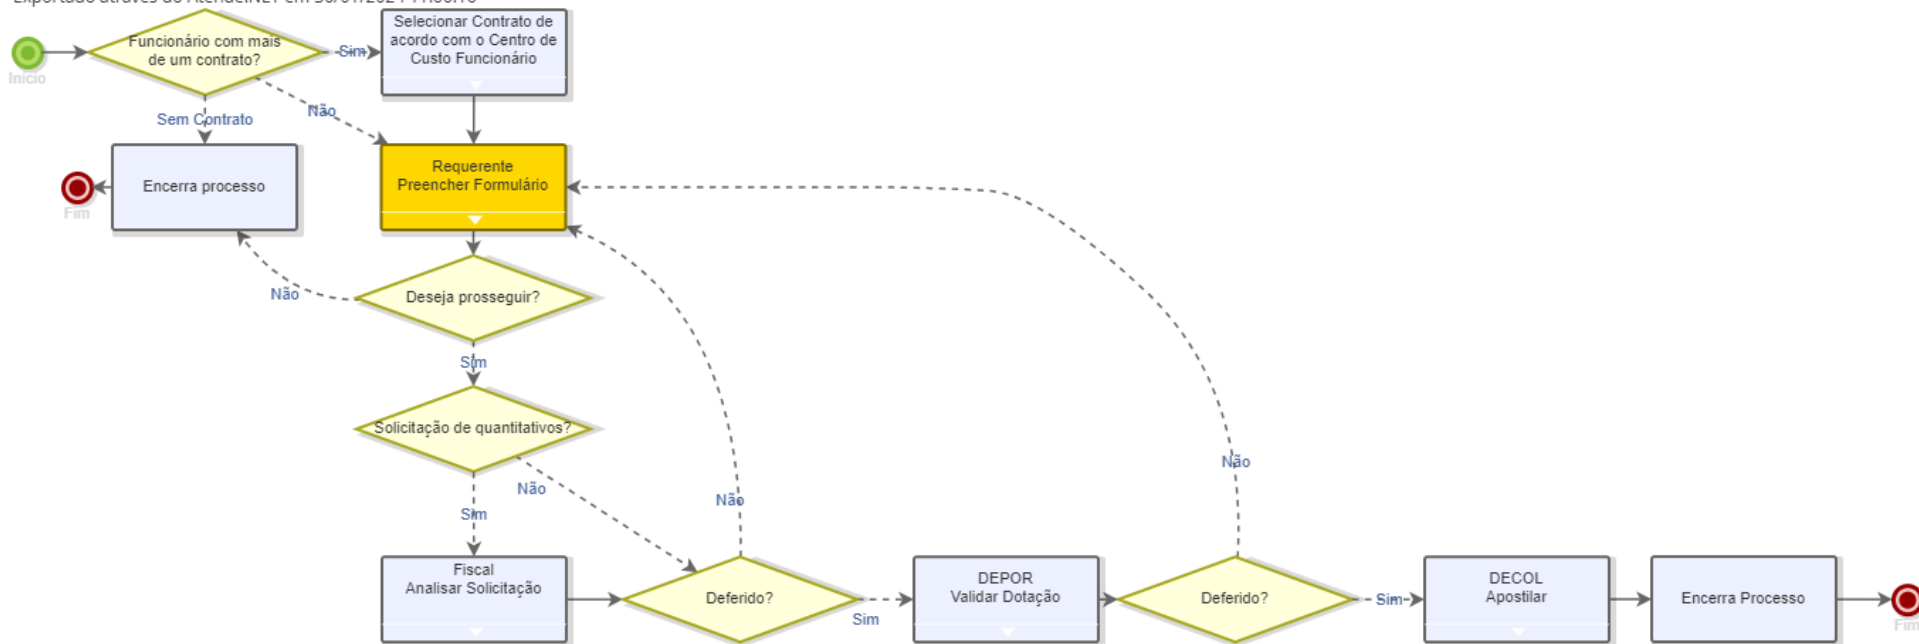 Funcionário com mais
de um contrato?
Sim
Selecionar Contrato de
acordo com o Centro de
Custo Funcionário
Início
Sem Contrato
Não
Encerra processo
Fim
Requerente
Preencher Formulário
Não
Deseja prosseguir?
Sim
Solicitação de quantitativos?
Não
Sim
Não
Não
Fiscal
Analisar Solicitação
Deferido?
Sim
DEPOR
Validar Dotação
Deferido?
Sim
DECOL
Apostilar
Encerra Processo
Fim